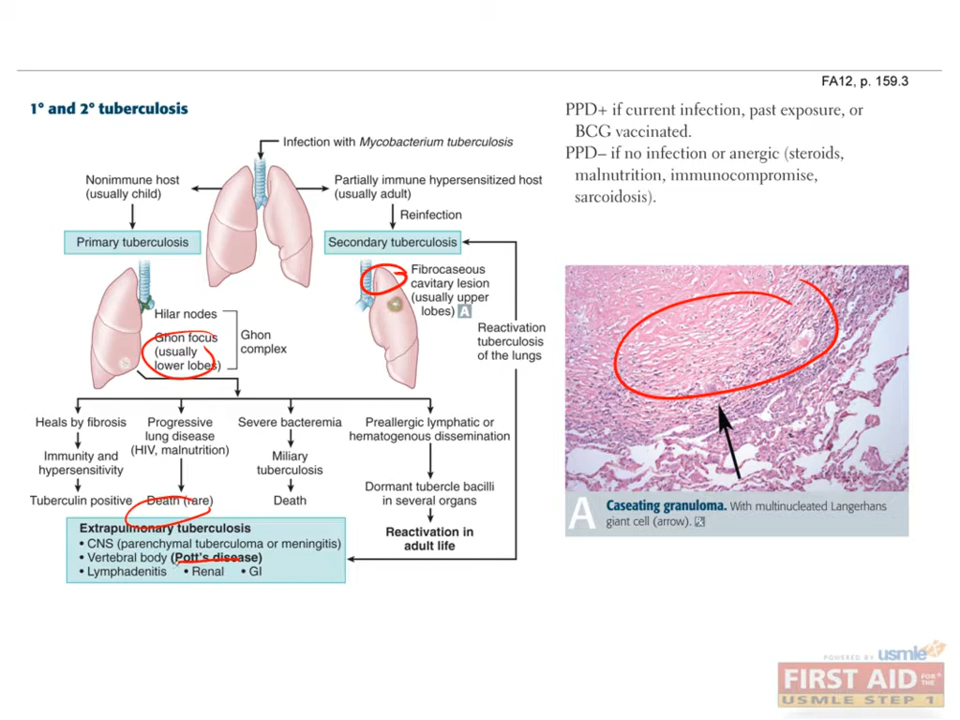 FA12, p. 159.3
1° and 2° tuberculosis
Infection with Mycobacterium tuberculosis
Nonimmune host
(usually child)
Partially immune hypersensitized host
(usually adult)
Reinfection
Primary tuberculosis
Secondary tuberculosis
Fibrocaseous
cavitary lesion
(usually upper
lobes) A
Hilar nodes
Ghon focus
(usually
lower lobes)
Ghon
complex
Reactivation
tuberculosis
of the lungs
Heals by fibrosis
Progressive
lung disease
(HIV, malnutrition)
Severe bacteremia
Preallergic lymphatic or
hematogenous dissemination
Immunity and
hypersensitivity
Miliary
tuberculosis
Tuberculin positive
Death (rare)
Death
Dormant tubercle bacilli
in several organs
Reactivation in
adult life
Extrapulmonary tuberculosis
• CNS (parenchymal tuberculoma or meningitis)
• Vertebral body (Pott's disease)
• Lymphadenitis • Renal • GI
PPD+ if current infection, past exposure, or
BCG vaccinated.
PPD– if no infection or anergic (steroids,
malnutrition, immunocompromise,
sarcoidosis).
A
Caseating granuloma. With multinucleated Langerhans
giant cell (arrow).
POWERED BY usmle
FIRST AID FOR THE
USMLE STEP 1